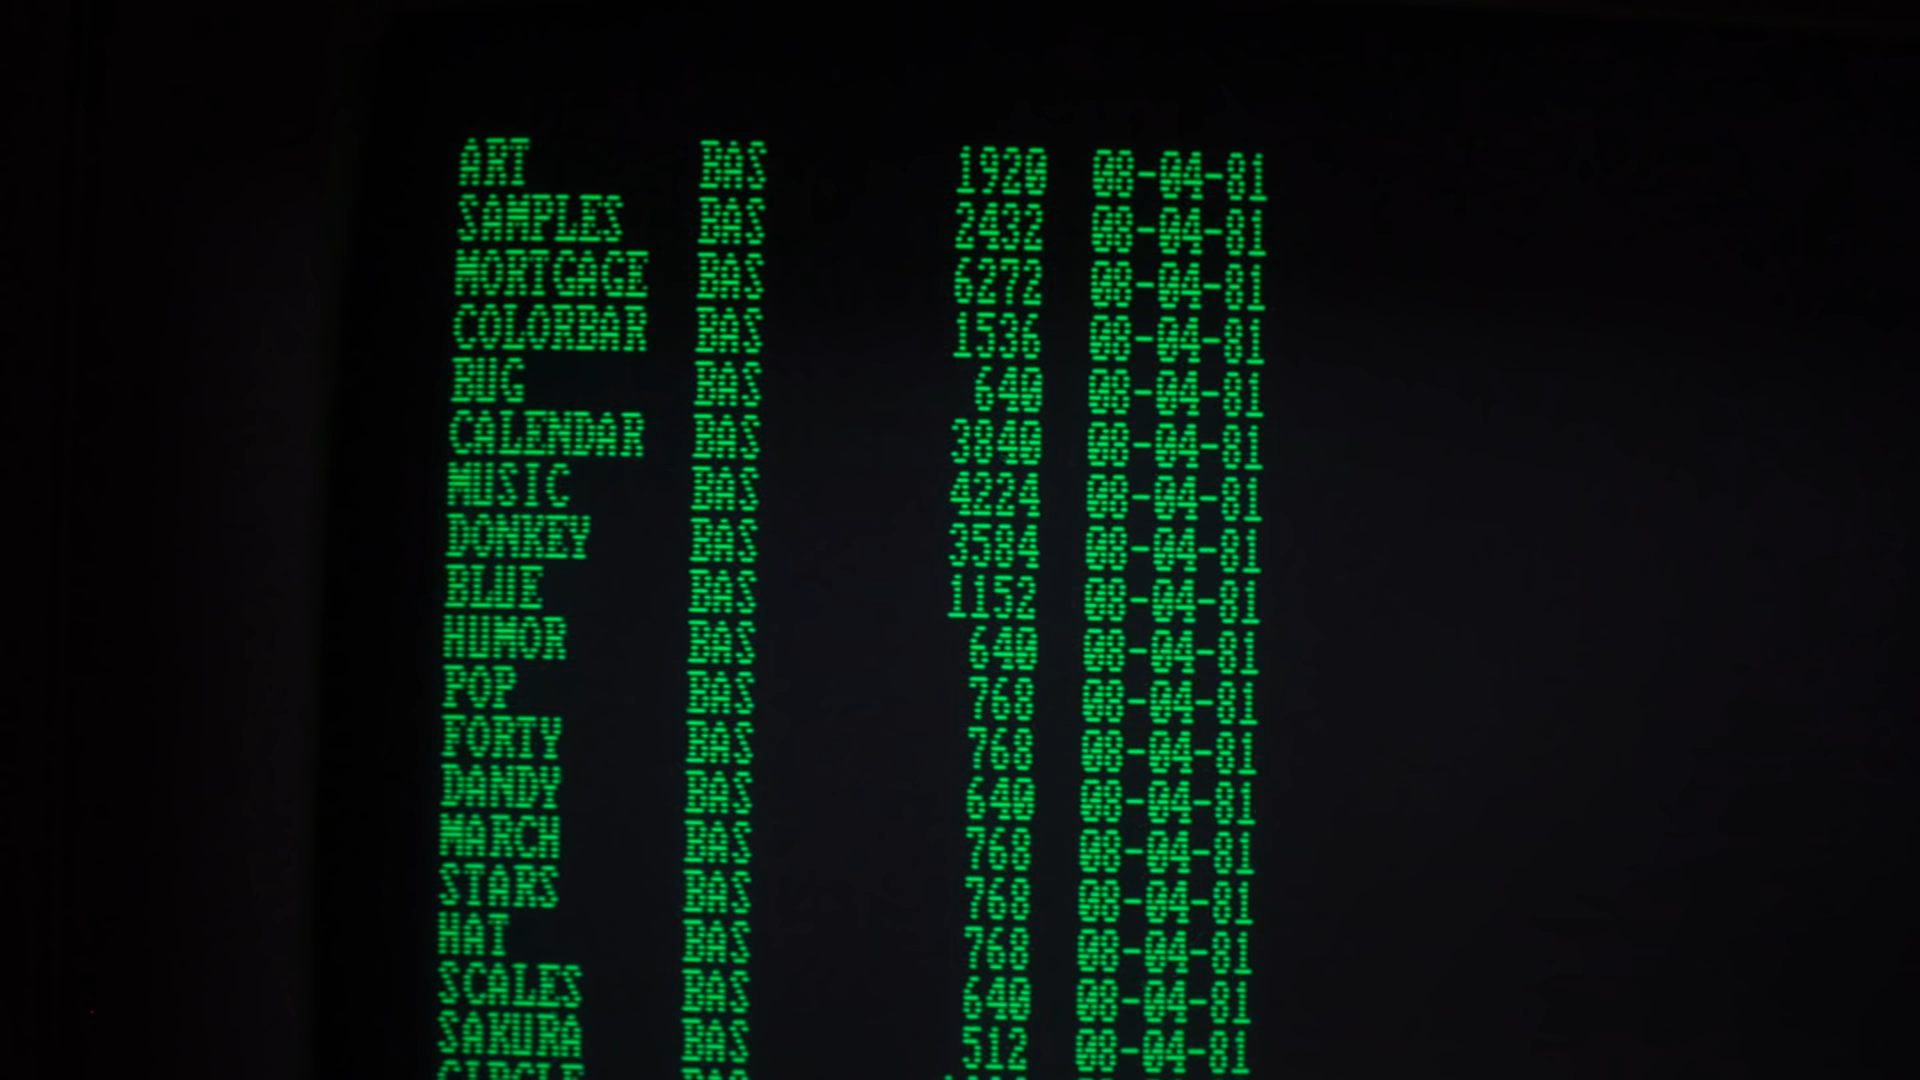 ART BAS 1920 08-04-81
SAMPLES BAS 2432 08-04-81
MORTGAGE BAS 6272 08-04-81
COLORBAR BAS 1536 08-04-81
BUG BAS 640 08-04-81
CALENDAR BAS 3840 08-04-81
MUSIC BAS 4224 08-04-81
DONKEY BAS 3584 08-04-81
BLUE BAS 1152 08-04-81
HUMOR BAS 640 08-04-81
POP BAS 768 08-04-81
FORTY BAS 768 08-04-81
DANDY BAS 640 08-04-81
MARCH BAS 768 08-04-81
STARS BAS 768 08-04-81
HAT BAS 768 08-04-81
SCALES BAS 640 08-04-81
SAKURA BAS 512 08-04-81
CIRCLE BAS